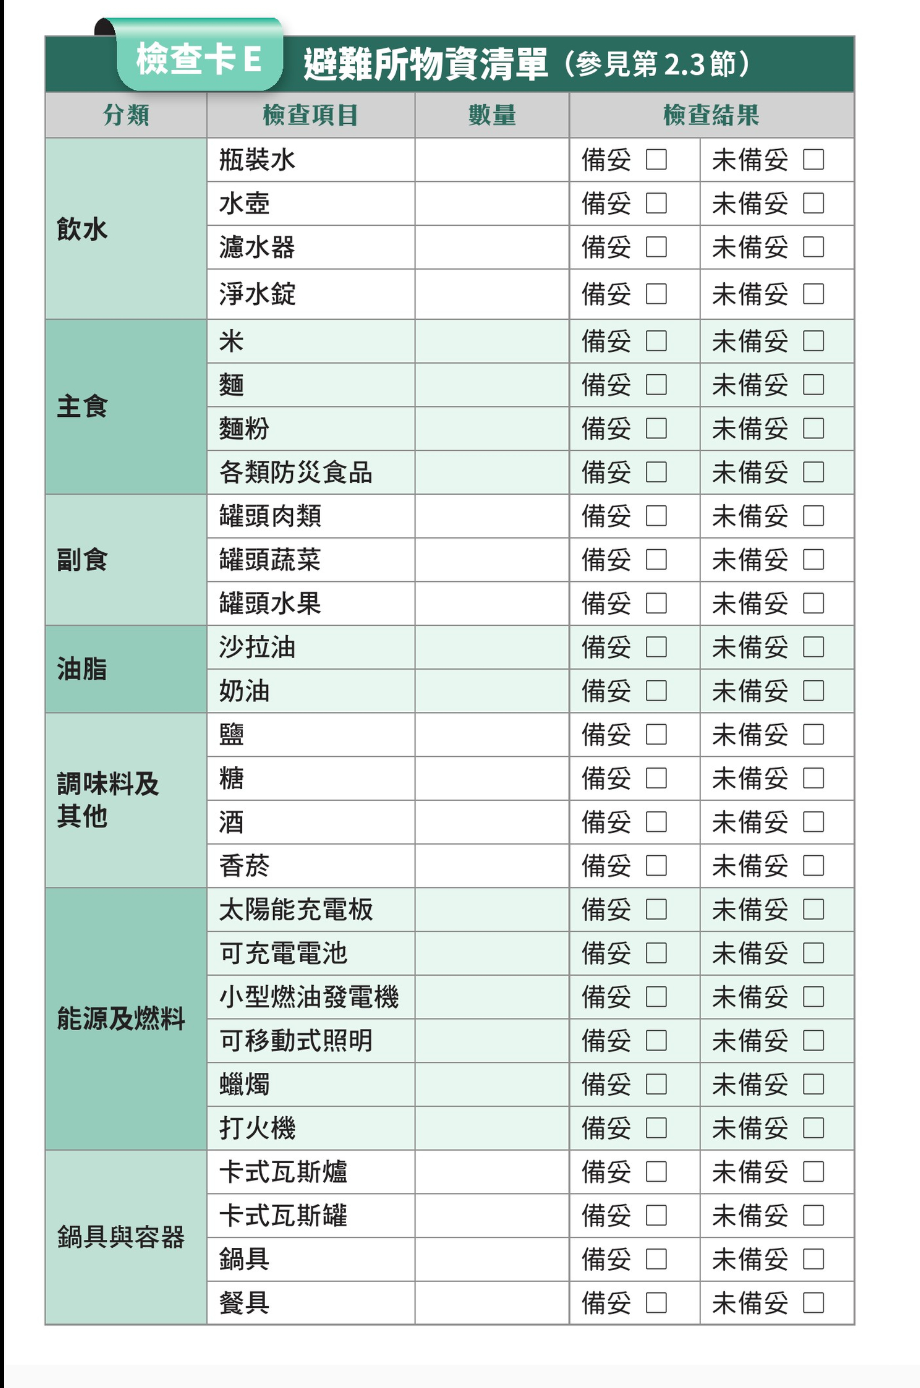 檢查卡 E 避難所物資清單（參見第 2.3 節）
分類 檢查項目 數量 檢查結果
飲水
瓶裝水 備妥 □ 未備妥 □
水壺 備妥 □ 未備妥 □
濾水器 備妥 □ 未備妥 □
淨水錠 備妥 □ 未備妥 □
主食
米 備妥 □ 未備妥 □
麵 備妥 □ 未備妥 □
麵粉 備妥 □ 未備妥 □
各類防災食品 備妥 □ 未備妥 □
副食
罐頭肉類 備妥 □ 未備妥 □
罐頭蔬菜 備妥 □ 未備妥 □
罐頭水果 備妥 □ 未備妥 □
油脂
沙拉油 備妥 □ 未備妥 □
奶油 備妥 □ 未備妥 □
調味料及
其他
鹽 備妥 □ 未備妥 □
糖 備妥 □ 未備妥 □
酒 備妥 □ 未備妥 □
香菸 備妥 □ 未備妥 □
能源及燃料
太陽能充電板 備妥 □ 未備妥 □
可充電電池 備妥 □ 未備妥 □
小型燃油發電機 備妥 □ 未備妥 □
可移動式照明 備妥 □ 未備妥 □
蠟燭 備妥 □ 未備妥 □
打火機 備妥 □ 未備妥 □
鍋具與容器
卡式瓦斯爐 備妥 □ 未備妥 □
卡式瓦斯罐 備妥 □ 未備妥 □
鍋具 備妥 □ 未備妥 □
餐具 備妥 □ 未備妥 □